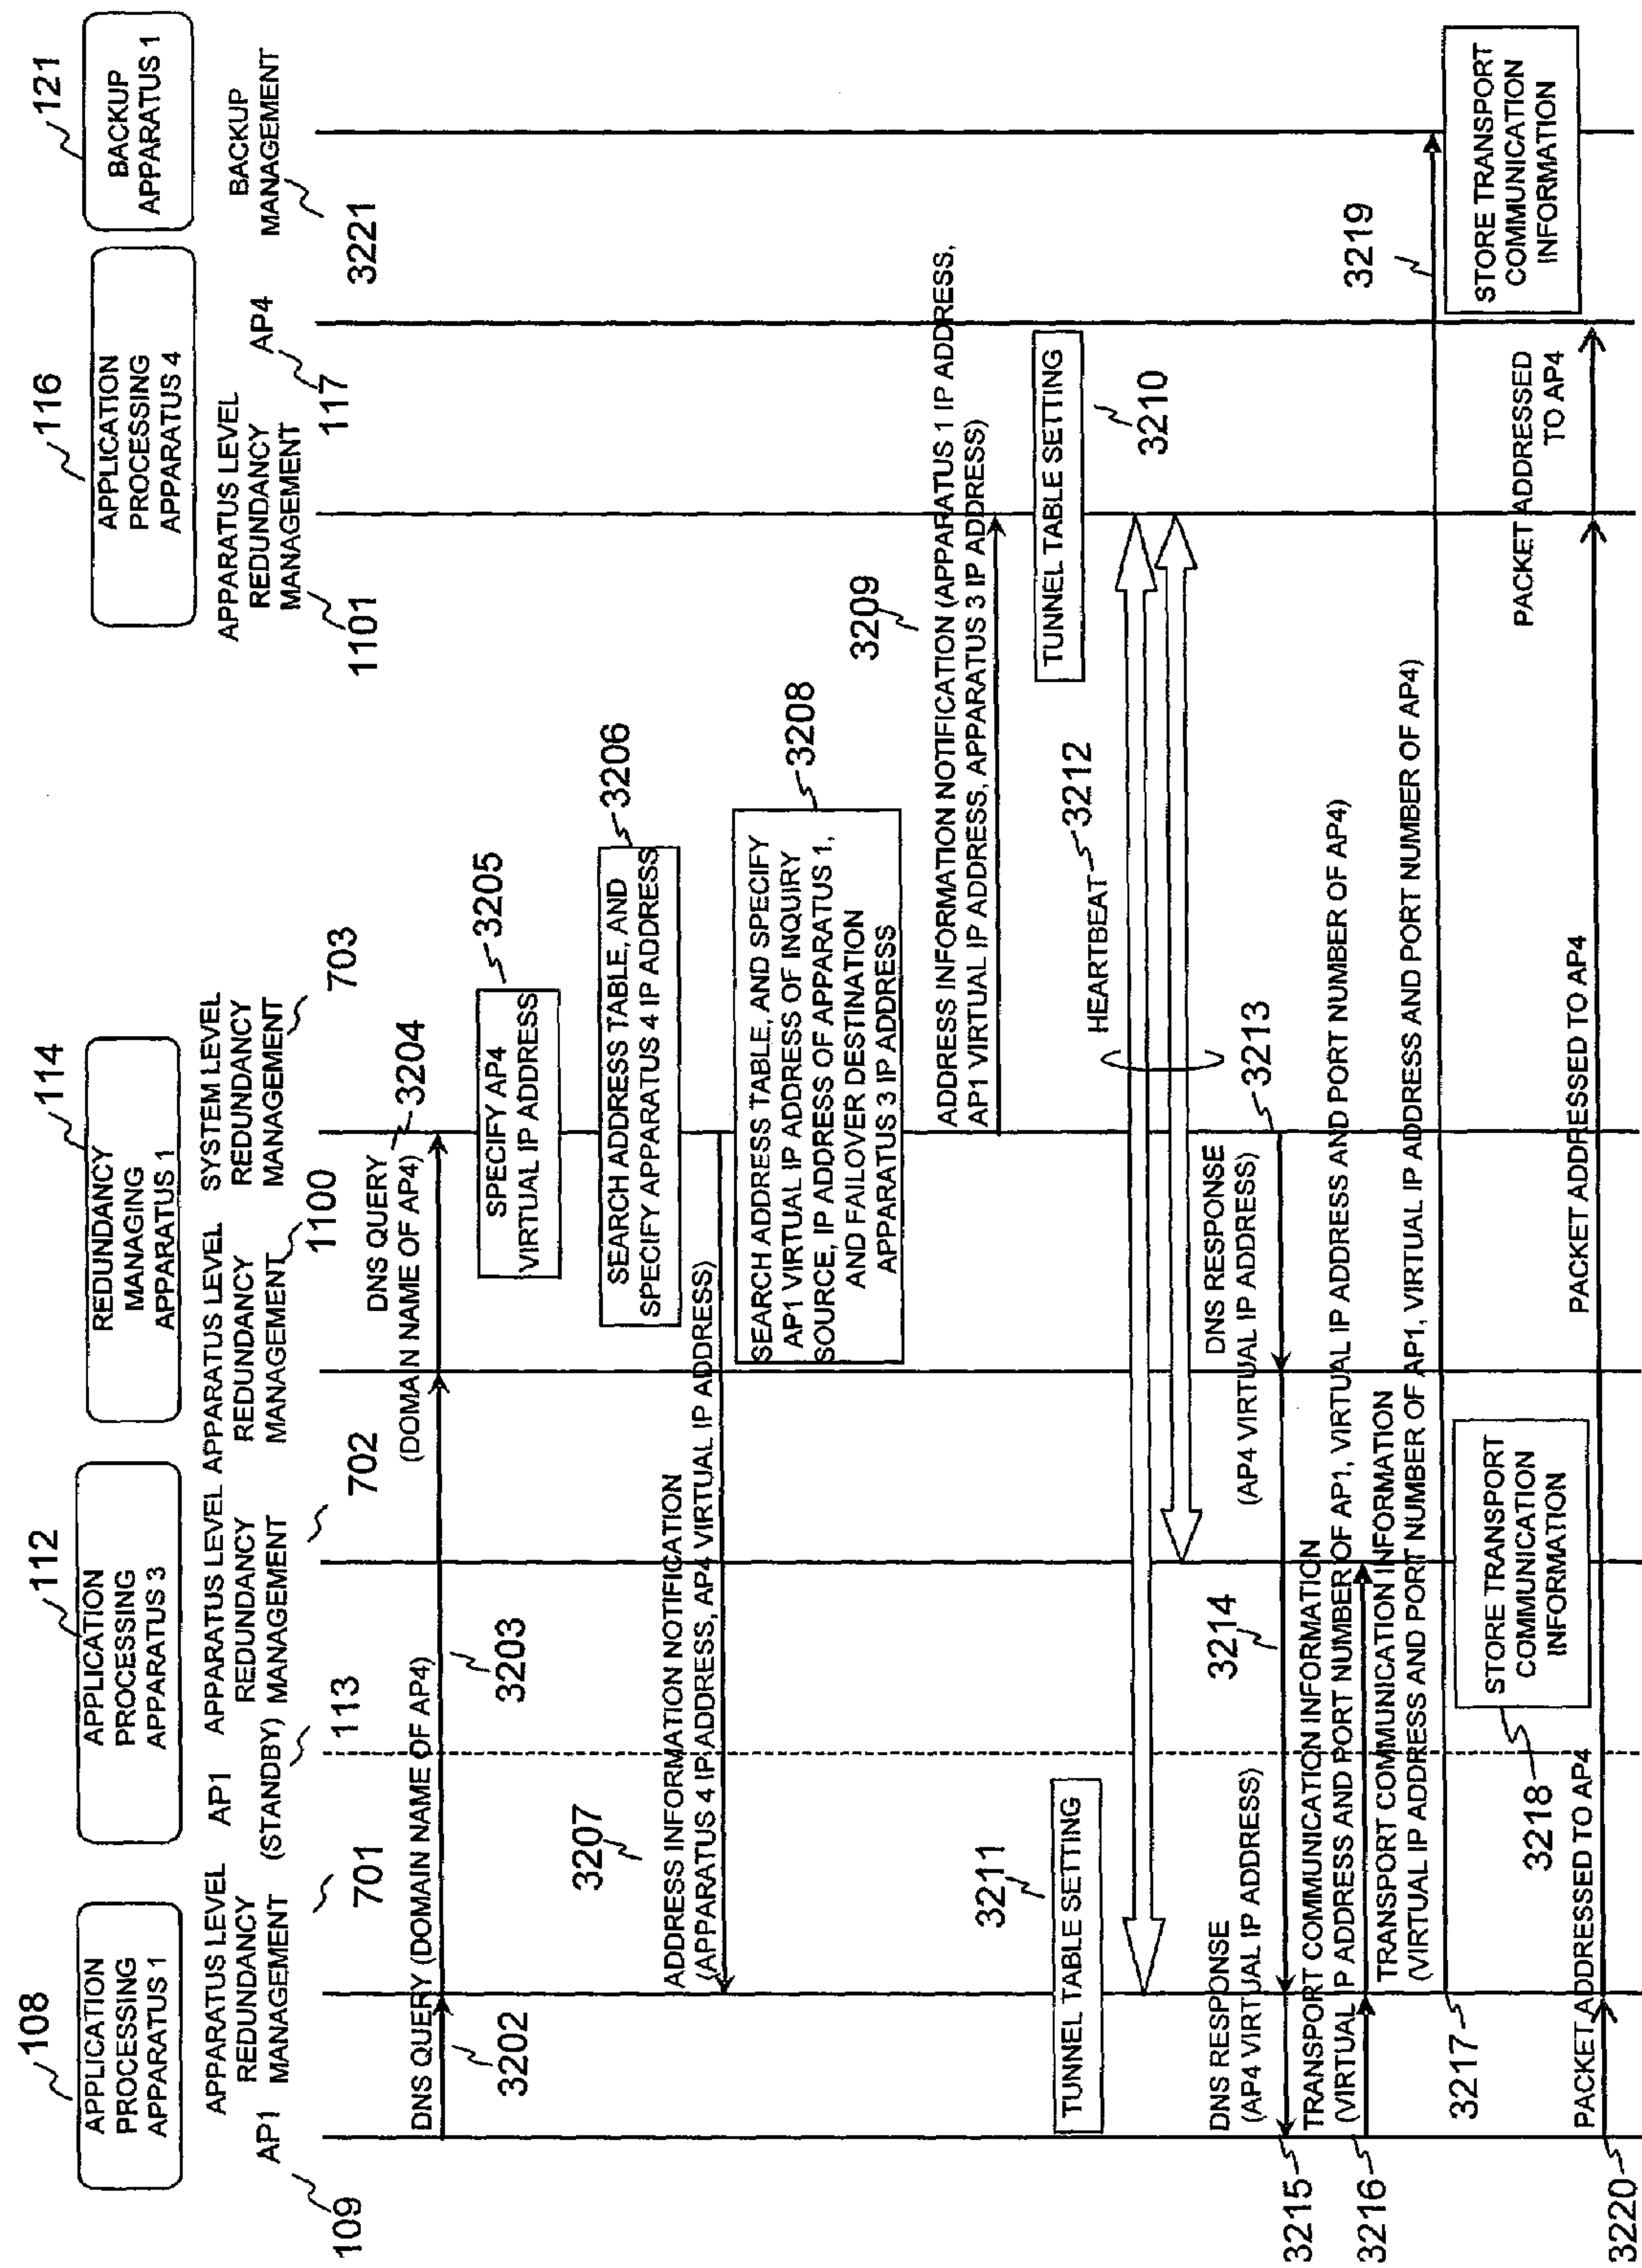 108
APPLICATION
PROCESSING
APPARATUS 1
112
APPLICATION
PROCESSING
APPARATUS 3
114
REDUNDANCY
MANAGING
APPARATUS 1
116
APPLICATION
PROCESSING
APPARATUS 4
121
BACKUP
APPARATUS 1
109
AP1
APPARATUS LEVEL
REDUNDANCY
MANAGEMENT
701
AP1
(STANDBY)
113
APPARATUS LEVEL
REDUNDANCY
MANAGEMENT
702
APPARATUS LEVEL
REDUNDANCY
MANAGEMENT
1100
SYSTEM LEVEL
REDUNDANCY
MANAGEMENT
703
APPARATUS LEVEL
REDUNDANCY
MANAGEMENT
1101
AP4
117
BACKUP
MANAGEMENT
3221
DNS QUERY (DOMAIN NAME OF AP4)
3202
3203
DNS QUERY
(DOMAIN NAME OF AP4)
3204
SPECIFY AP4
VIRTUAL IP ADDRESS
3205
SEARCH ADDRESS TABLE, AND
SPECIFY APPARATUS 4 IP ADDRESS
3206
3207
ADDRESS INFORMATION NOTIFICATION
(APPARATUS 4 IP ADDRESS, AP4 VIRTUAL IP ADDRESS)
SEARCH ADDRESS TABLE, AND SPECIFY
AP1 VIRTUAL IP ADDRESS OF INQUIRY
SOURCE, IP ADDRESS OF APPARATUS 1,
AND FAILOVER DESTINATION
APPARATUS 3 IP ADDRESS
3208
3209
ADDRESS INFORMATION NOTIFICATION (APPARATUS 1 IP ADDRESS,
AP1 VIRTUAL IP ADDRESS, APPARATUS 3 IP ADDRESS)
3211
TUNNEL TABLE SETTING
TUNNEL TABLE SETTING
3210
HEARTBEAT
3212
DNS RESPONSE
(AP4 VIRTUAL IP ADDRESS)
3213
3214
DNS RESPONSE
(AP4 VIRTUAL IP ADDRESS)
3215
TRANSPORT COMMUNICATION INFORMATION
(VIRTUAL IP ADDRESS AND PORT NUMBER OF AP1, VIRTUAL IP ADDRESS AND PORT NUMBER OF AP4)
3216
TRANSPORT COMMUNICATION INFORMATION
(VIRTUAL IP ADDRESS AND PORT NUMBER OF AP1, VIRTUAL IP ADDRESS AND PORT NUMBER OF AP4)
3217
3219
STORE TRANSPORT
COMMUNICATION
INFORMATION
3218
STORE TRANSPORT
COMMUNICATION
INFORMATION
PACKET ADDRESSED TO AP4
3220
PACKET ADDRESSED TO AP4
PACKET ADDRESSED
TO AP4